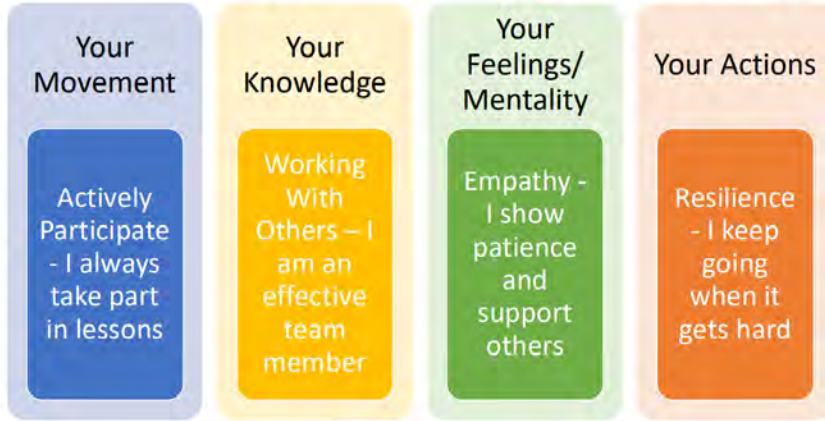 Your
Movement
Actively
Participate
- I always
take part
in lessons
Your
Knowledge
Working
With
Others – I
am an
effective
team
member
Your
Feelings/
Mentality
Empathy -
I show
patience
and
support
others
Your Actions
Resilience
- I keep
going
when it
gets hard